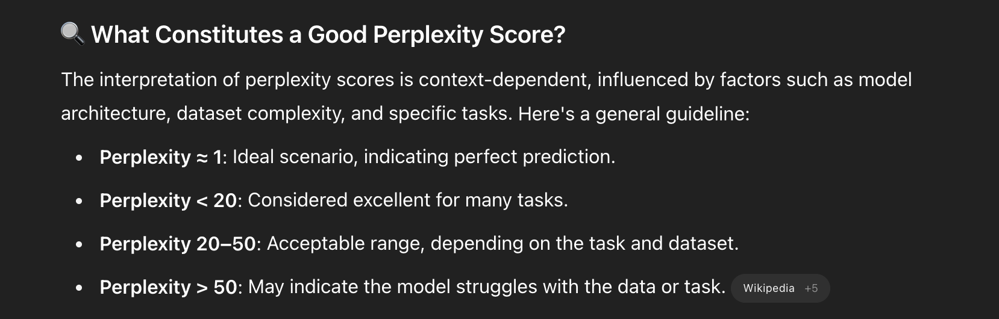 🔍 What Constitutes a Good Perplexity Score?
The interpretation of perplexity scores is context-dependent, influenced by factors such as model
architecture, dataset complexity, and specific tasks. Here's a general guideline:
• Perplexity ≈ 1: Ideal scenario, indicating perfect prediction.
• Perplexity < 20: Considered excellent for many tasks.
• Perplexity 20–50: Acceptable range, depending on the task and dataset.
• Perplexity > 50: May indicate the model struggles with the data or task. Wikipedia +5